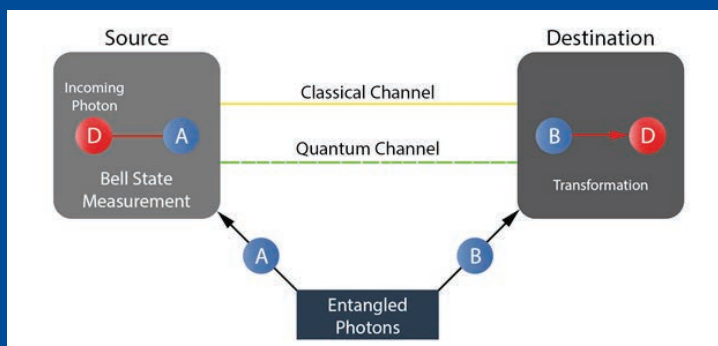 Source
Destination
Incoming
Photon
D
A
Bell State
Measurement
Classical Channel
Quantum Channel
B
D
Transformation
A
B
Entangled
Photons